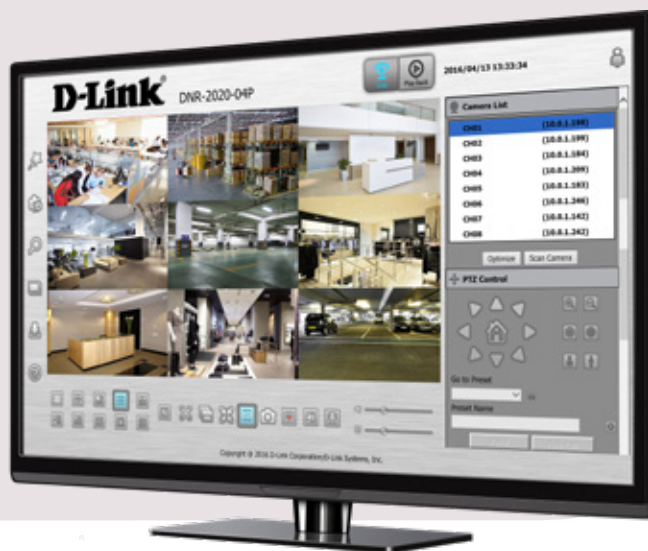 D-Link
DNR-2020-04P
Play Back
2016/04/13 13:33:34
Camera List
CH01 (10.0.1.198)
CH02 (10.0.1.199)
CH03 (10.0.1.184)
CH04 (10.0.1.209)
CH05 (10.0.1.183)
CH06 (10.0.1.246)
CH07 (10.0.1.142)
CH08 (10.0.1.242)
Optimize Scan Camera
PTZ Control
Go to Preset
Preset Name
Copyright @ 2016 D-Link Corporation/D-Link Systems, Inc.